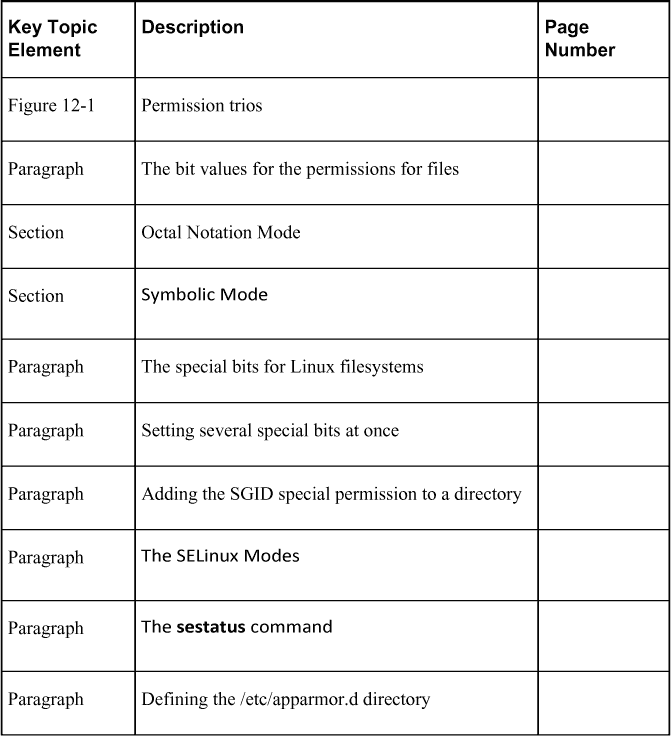 Key Topic Element Description Page Number
Figure 12-1 Permission trios
Paragraph The bit values for the permissions for files
Section Octal Notation Mode
Section Symbolic Mode
Paragraph The special bits for Linux filesystems
Paragraph Setting several special bits at once
Paragraph Adding the SGID special permission to a directory
Paragraph The SELinux Modes
Paragraph The sestatus command
Paragraph Defining the /etc/apparmor.d directory